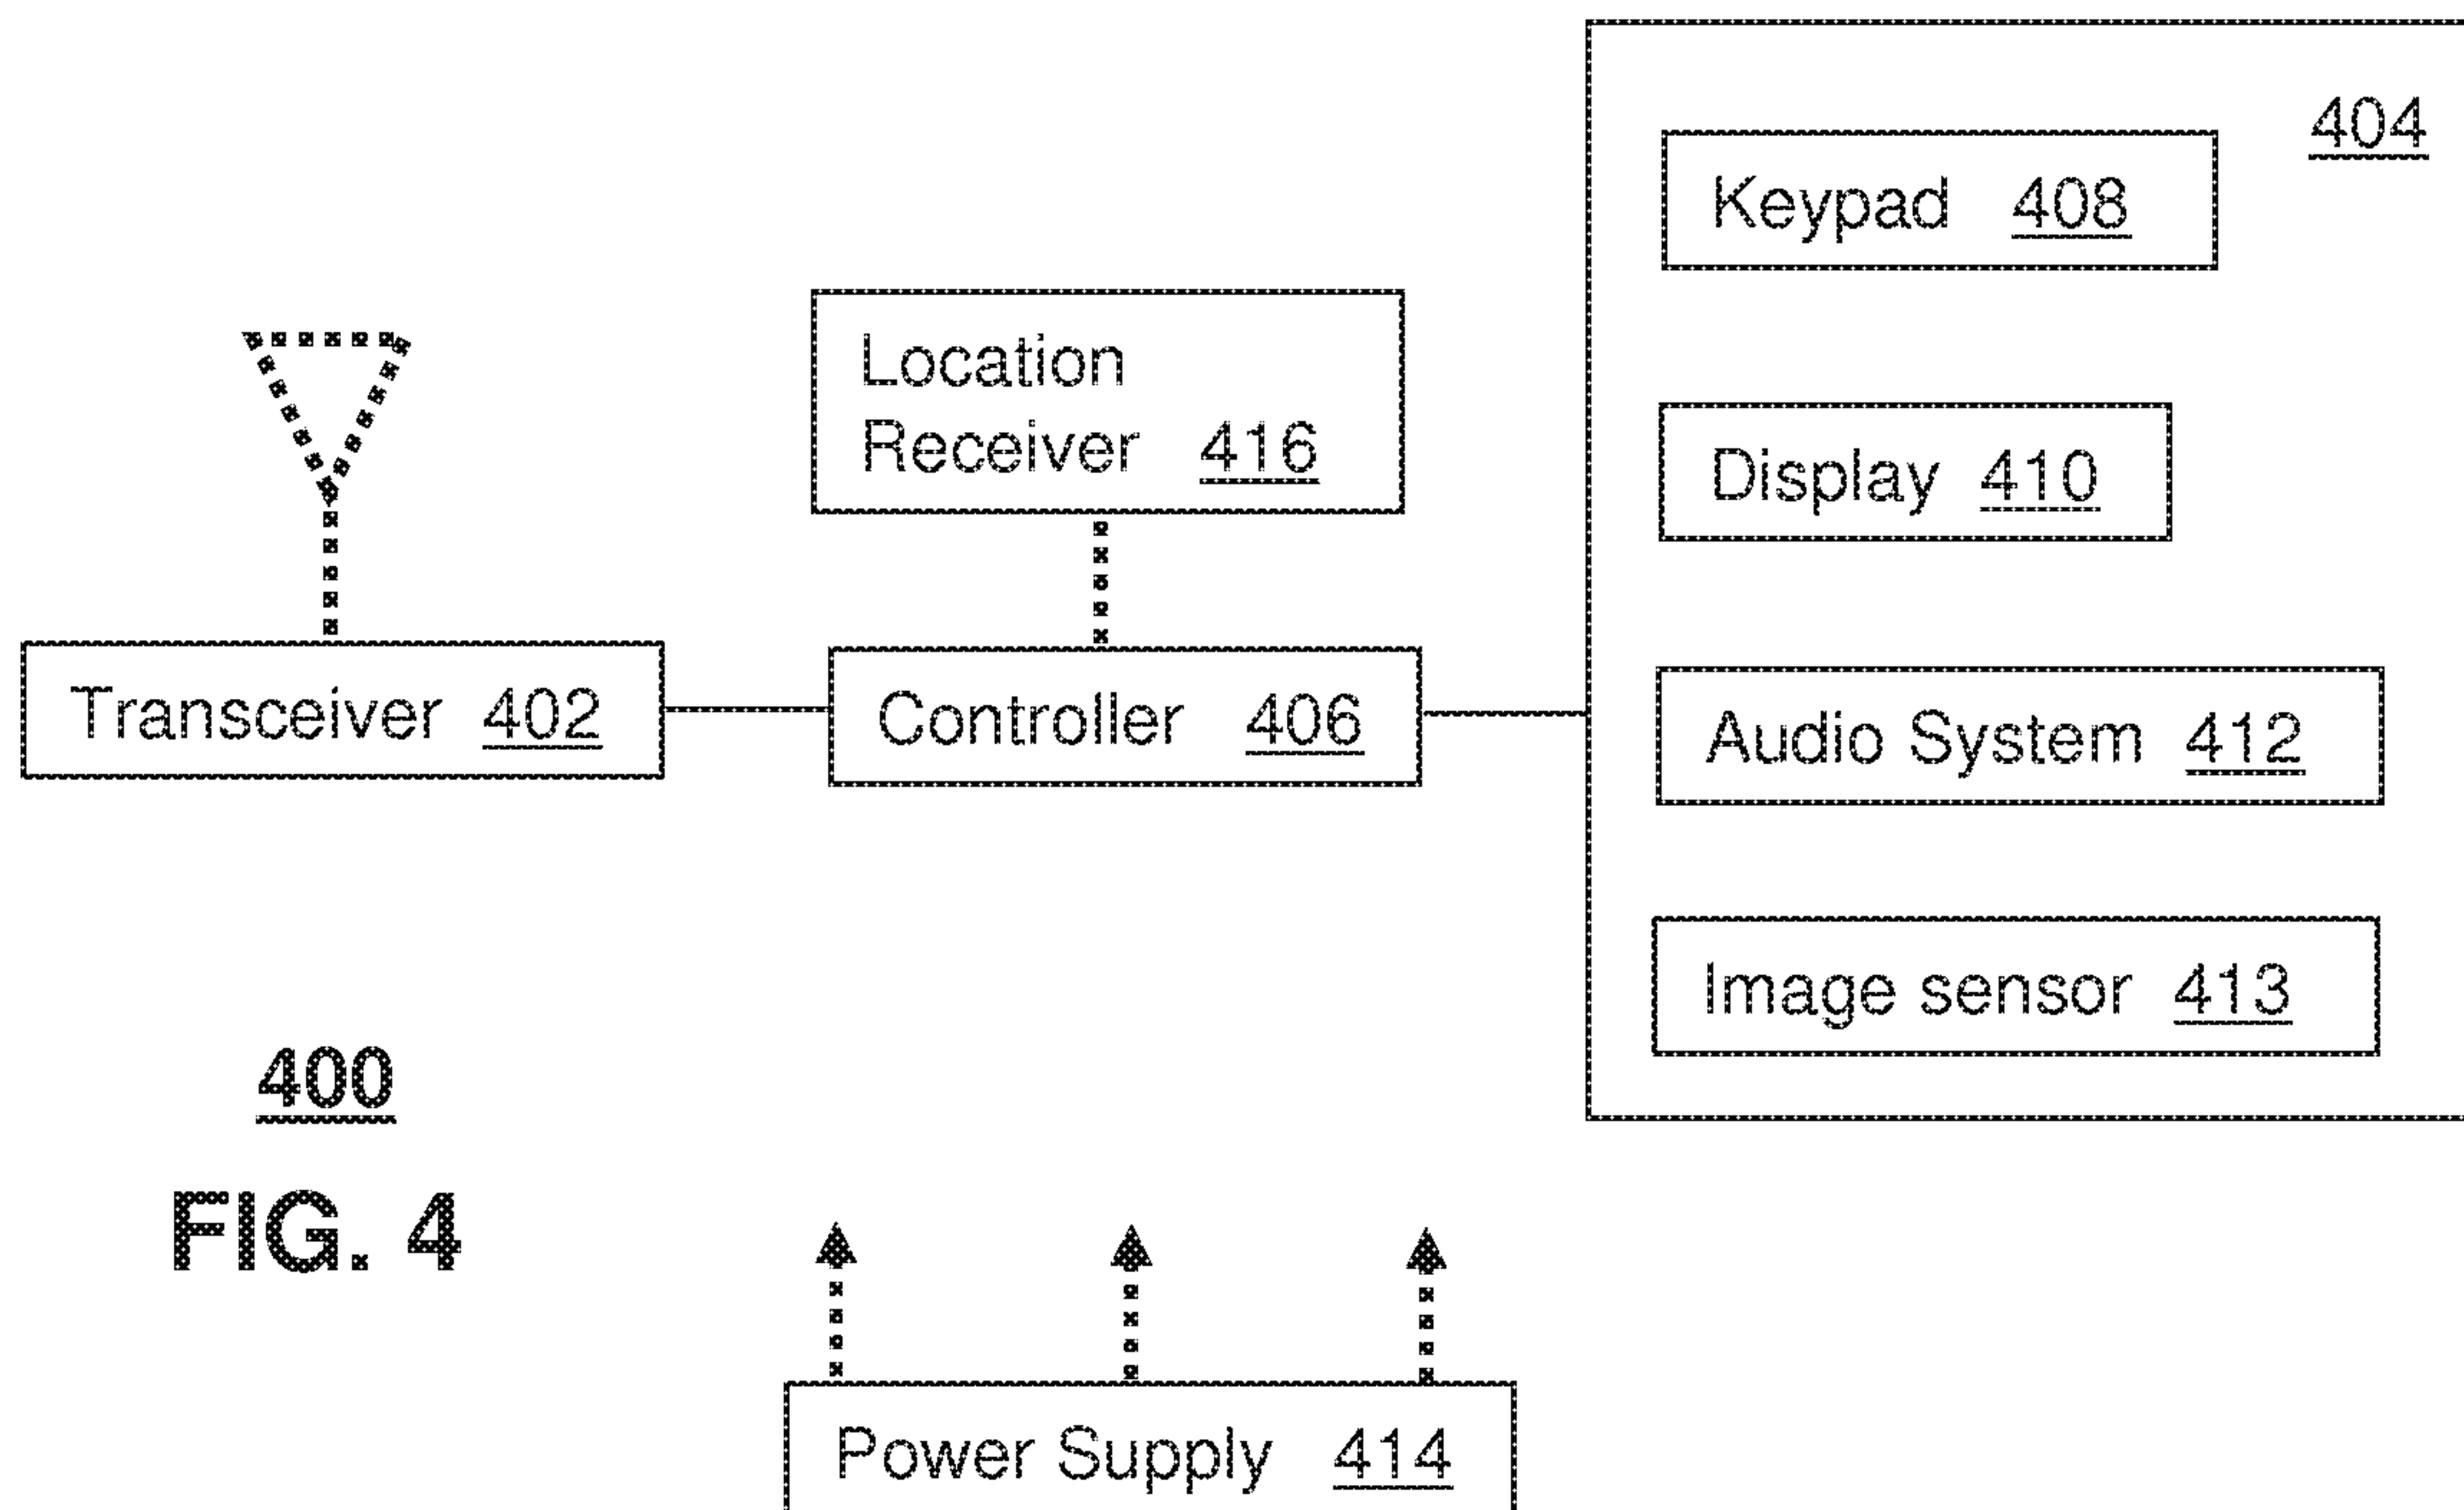 404
Keypad 408
Location
Receiver 416
Display 410
Transceiver 402
Controller 406
Audio System 412
Image sensor 413
400
FIG. 4
Power Supply 414